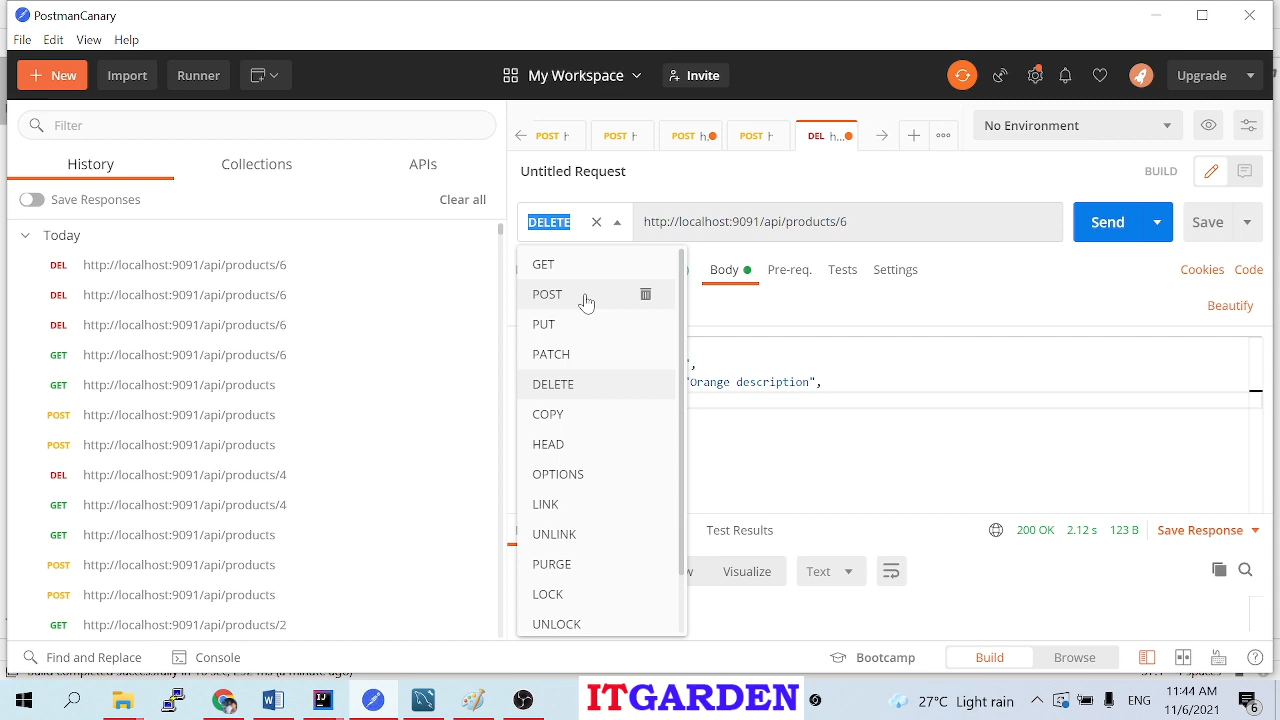 PostmanCanary
File Edit View Help
New Import Runner My Workspace Invite Upgrade
Filter
History Collections APIs
Save Responses Clear all
Today
DEL http://localhost:9091/api/products/6
DEL http://localhost:9091/api/products/6
DEL http://localhost:9091/api/products/6
GET http://localhost:9091/api/products/6
GET http://localhost:9091/api/products
POST http://localhost:9091/api/products
POST http://localhost:9091/api/products
DEL http://localhost:9091/api/products/4
GET http://localhost:9091/api/products/4
GET http://localhost:9091/api/products
POST http://localhost:9091/api/products
POST http://localhost:9091/api/products
GET http://localhost:9091/api/products/2
POST h POST h POST h... POST h DEL h... No Environment
Untitled Request BUILD
DELETE http://localhost:9091/api/products/6 Send Save
Body Pre-req. Tests Settings Cookies Code
Beautify
GET
POST
PUT
PATCH
DELETE
COPY
HEAD
OPTIONS
LINK
UNLINK
PURGE
LOCK
UNLOCK
",
"Orange description",
Test Results 200 OK 2.12 s 123 B Save Response
Visualize Text
Find and Replace Console Bootcamp Build Browse
ITGARDEN
27°C Light rain ENG 11:44 AM
11/6/2021
6